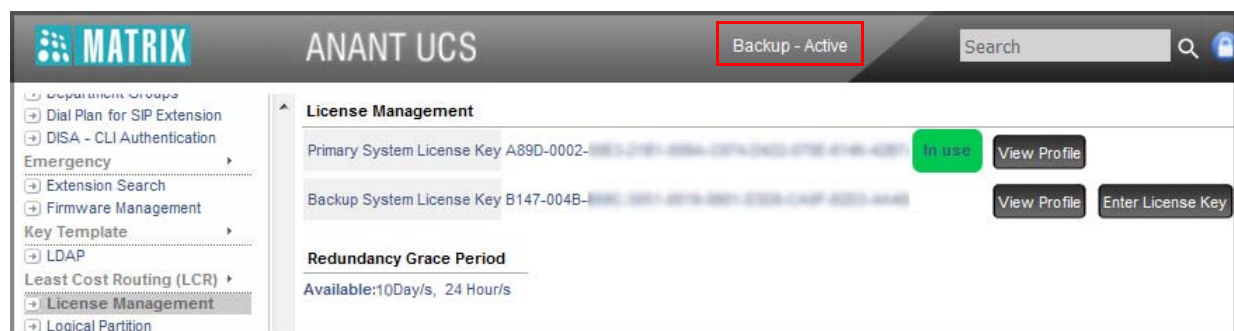 MATRIX
ANANT UCS
Backup - Active
Search
Department Groups
Dial Plan for SIP Extension
DISA - CLI Authentication
Emergency
Extension Search
Firmware Management
Key Template
LDAP
Least Cost Routing (LCR)
License Management
Logical Partition
License Management
Primary System License Key A89D-0002- In use View Profile
Backup System License Key B147-004B- View Profile Enter License Key
Redundancy Grace Period
Available:10Day/s, 24 Hour/s